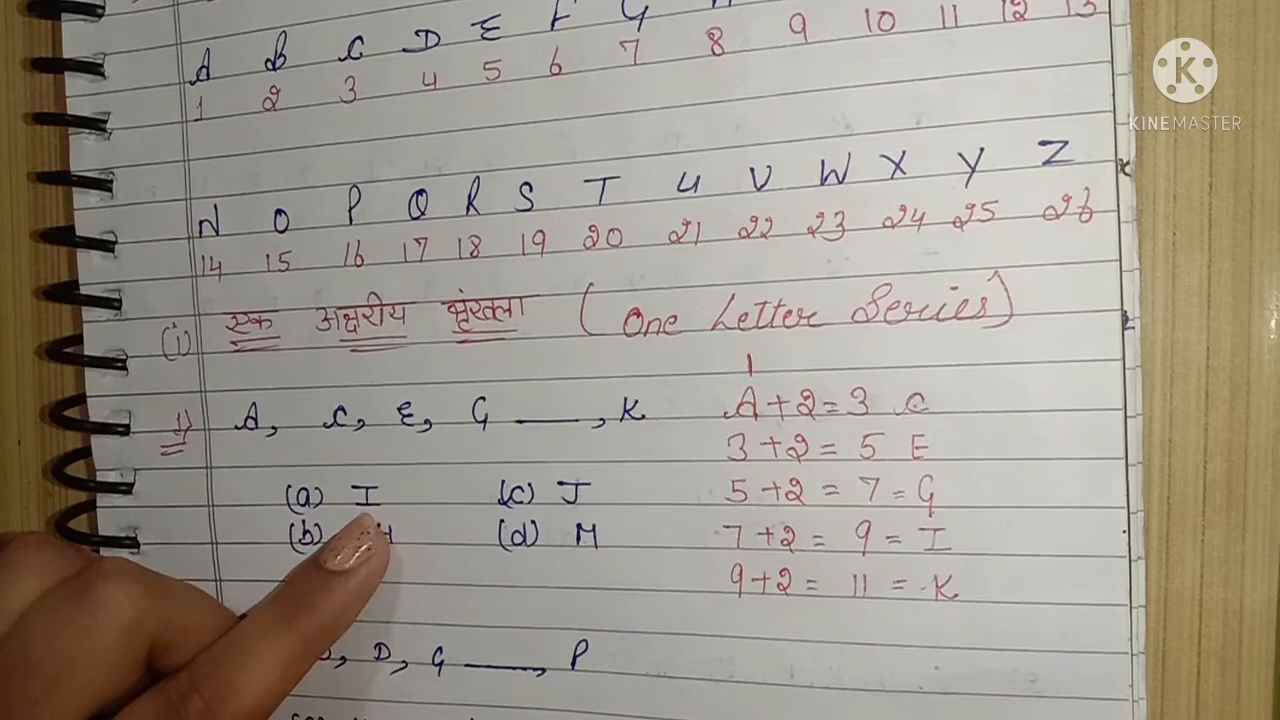 A B C D E F G
1 2 3 4 5 6 7 8 9 10 11 12 13
K
KINEMASTER
N O P Q R S T U V W X Y Z
14 15 16 17 18 19 20 21 22 23 24 25 26
(i) एक अक्षरीय श्रृंखला (One Letter Series)
1) A, C, E, G ___, K
(a) I (c) J
(b) (d) M
1
A+2=3 C
3+2= 5 E
5+2 = 7 = G
7+2 = 9 = I
9+2 = 11 = K
D, G ___, P